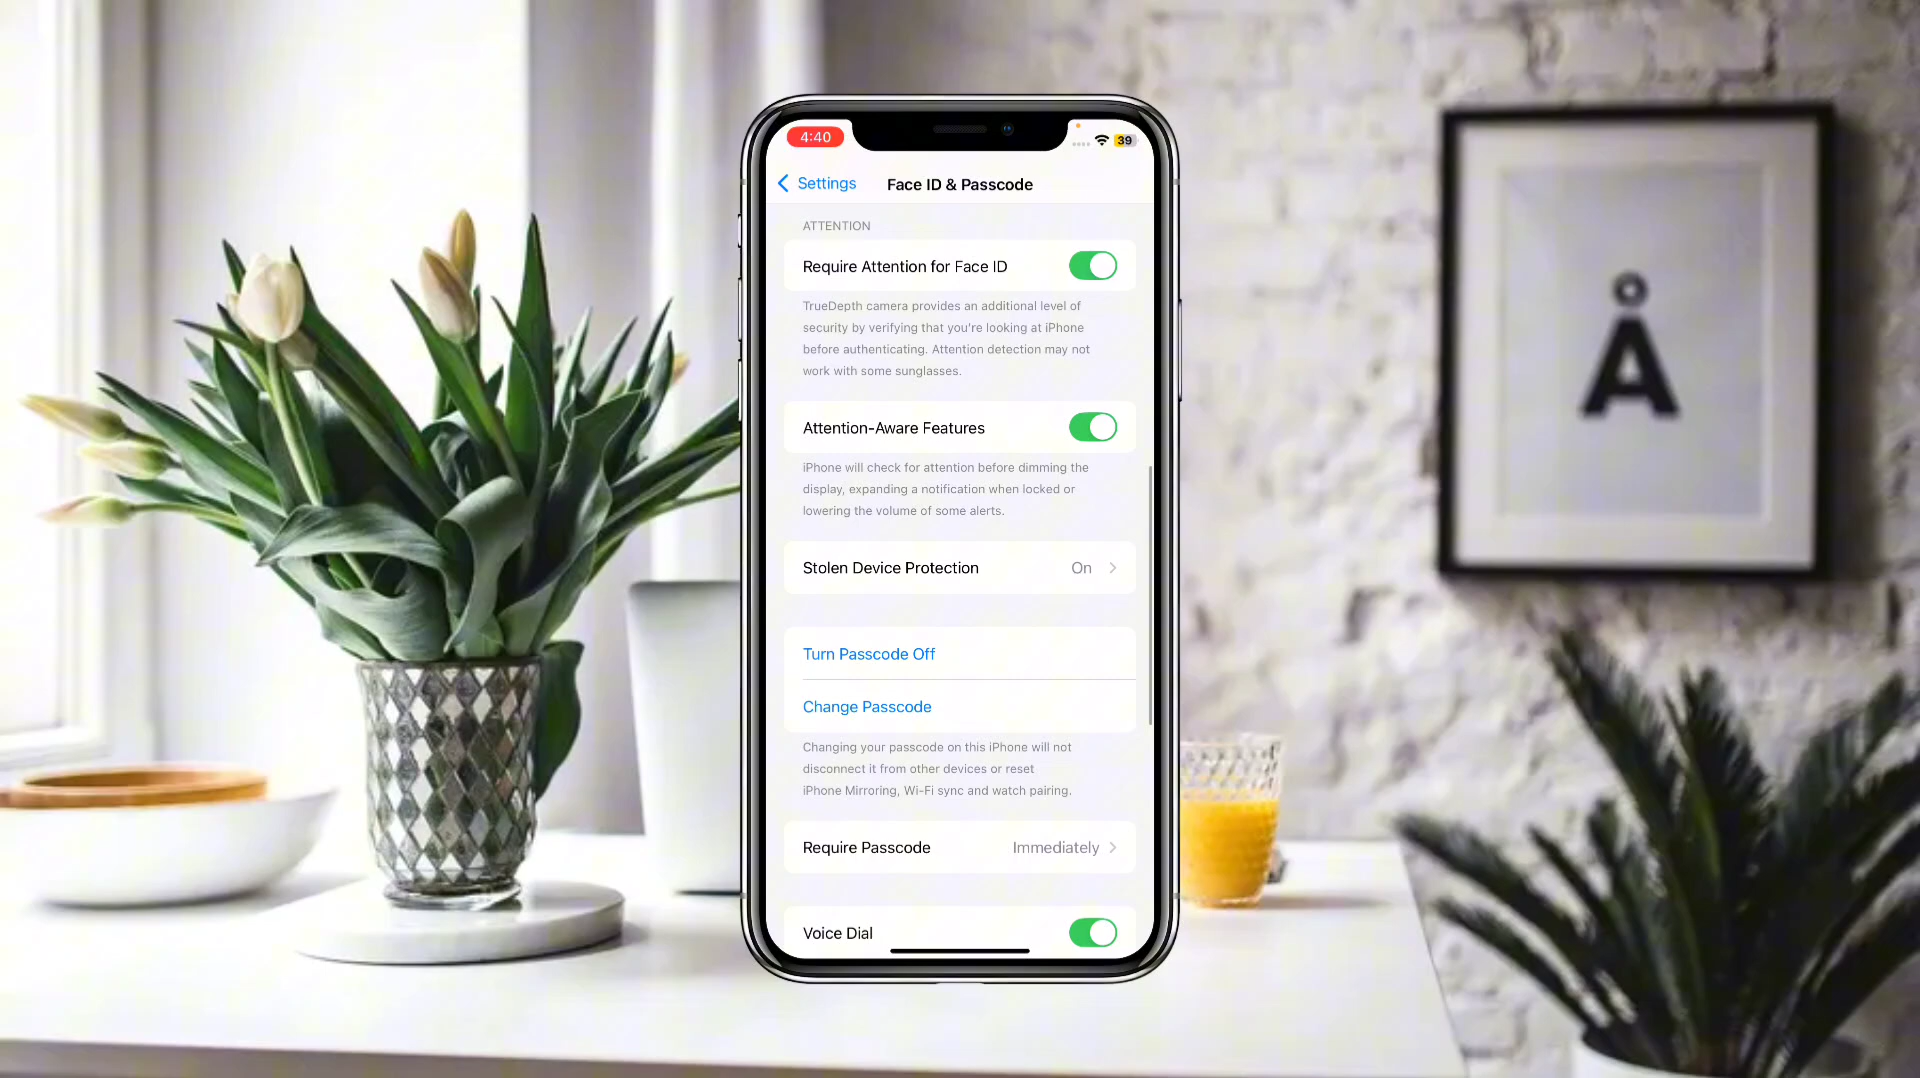 4:40
39
Settings
Face ID & Passcode
ATTENTION
Require Attention for Face ID
TrueDepth camera provides an additional level of
security by verifying that you're looking at iPhone
before authenticating. Attention detection may not
work with some sunglasses.
Attention-Aware Features
iPhone will check for attention before dimming the
display, expanding a notification when locked or
lowering the volume of some alerts.
Stolen Device Protection On
Turn Passcode Off
Change Passcode
Changing your passcode on this iPhone will not
disconnect it from other devices or reset
iPhone Mirroring, Wi-Fi sync and watch pairing.
Require Passcode Immediately
Voice Dial
Å